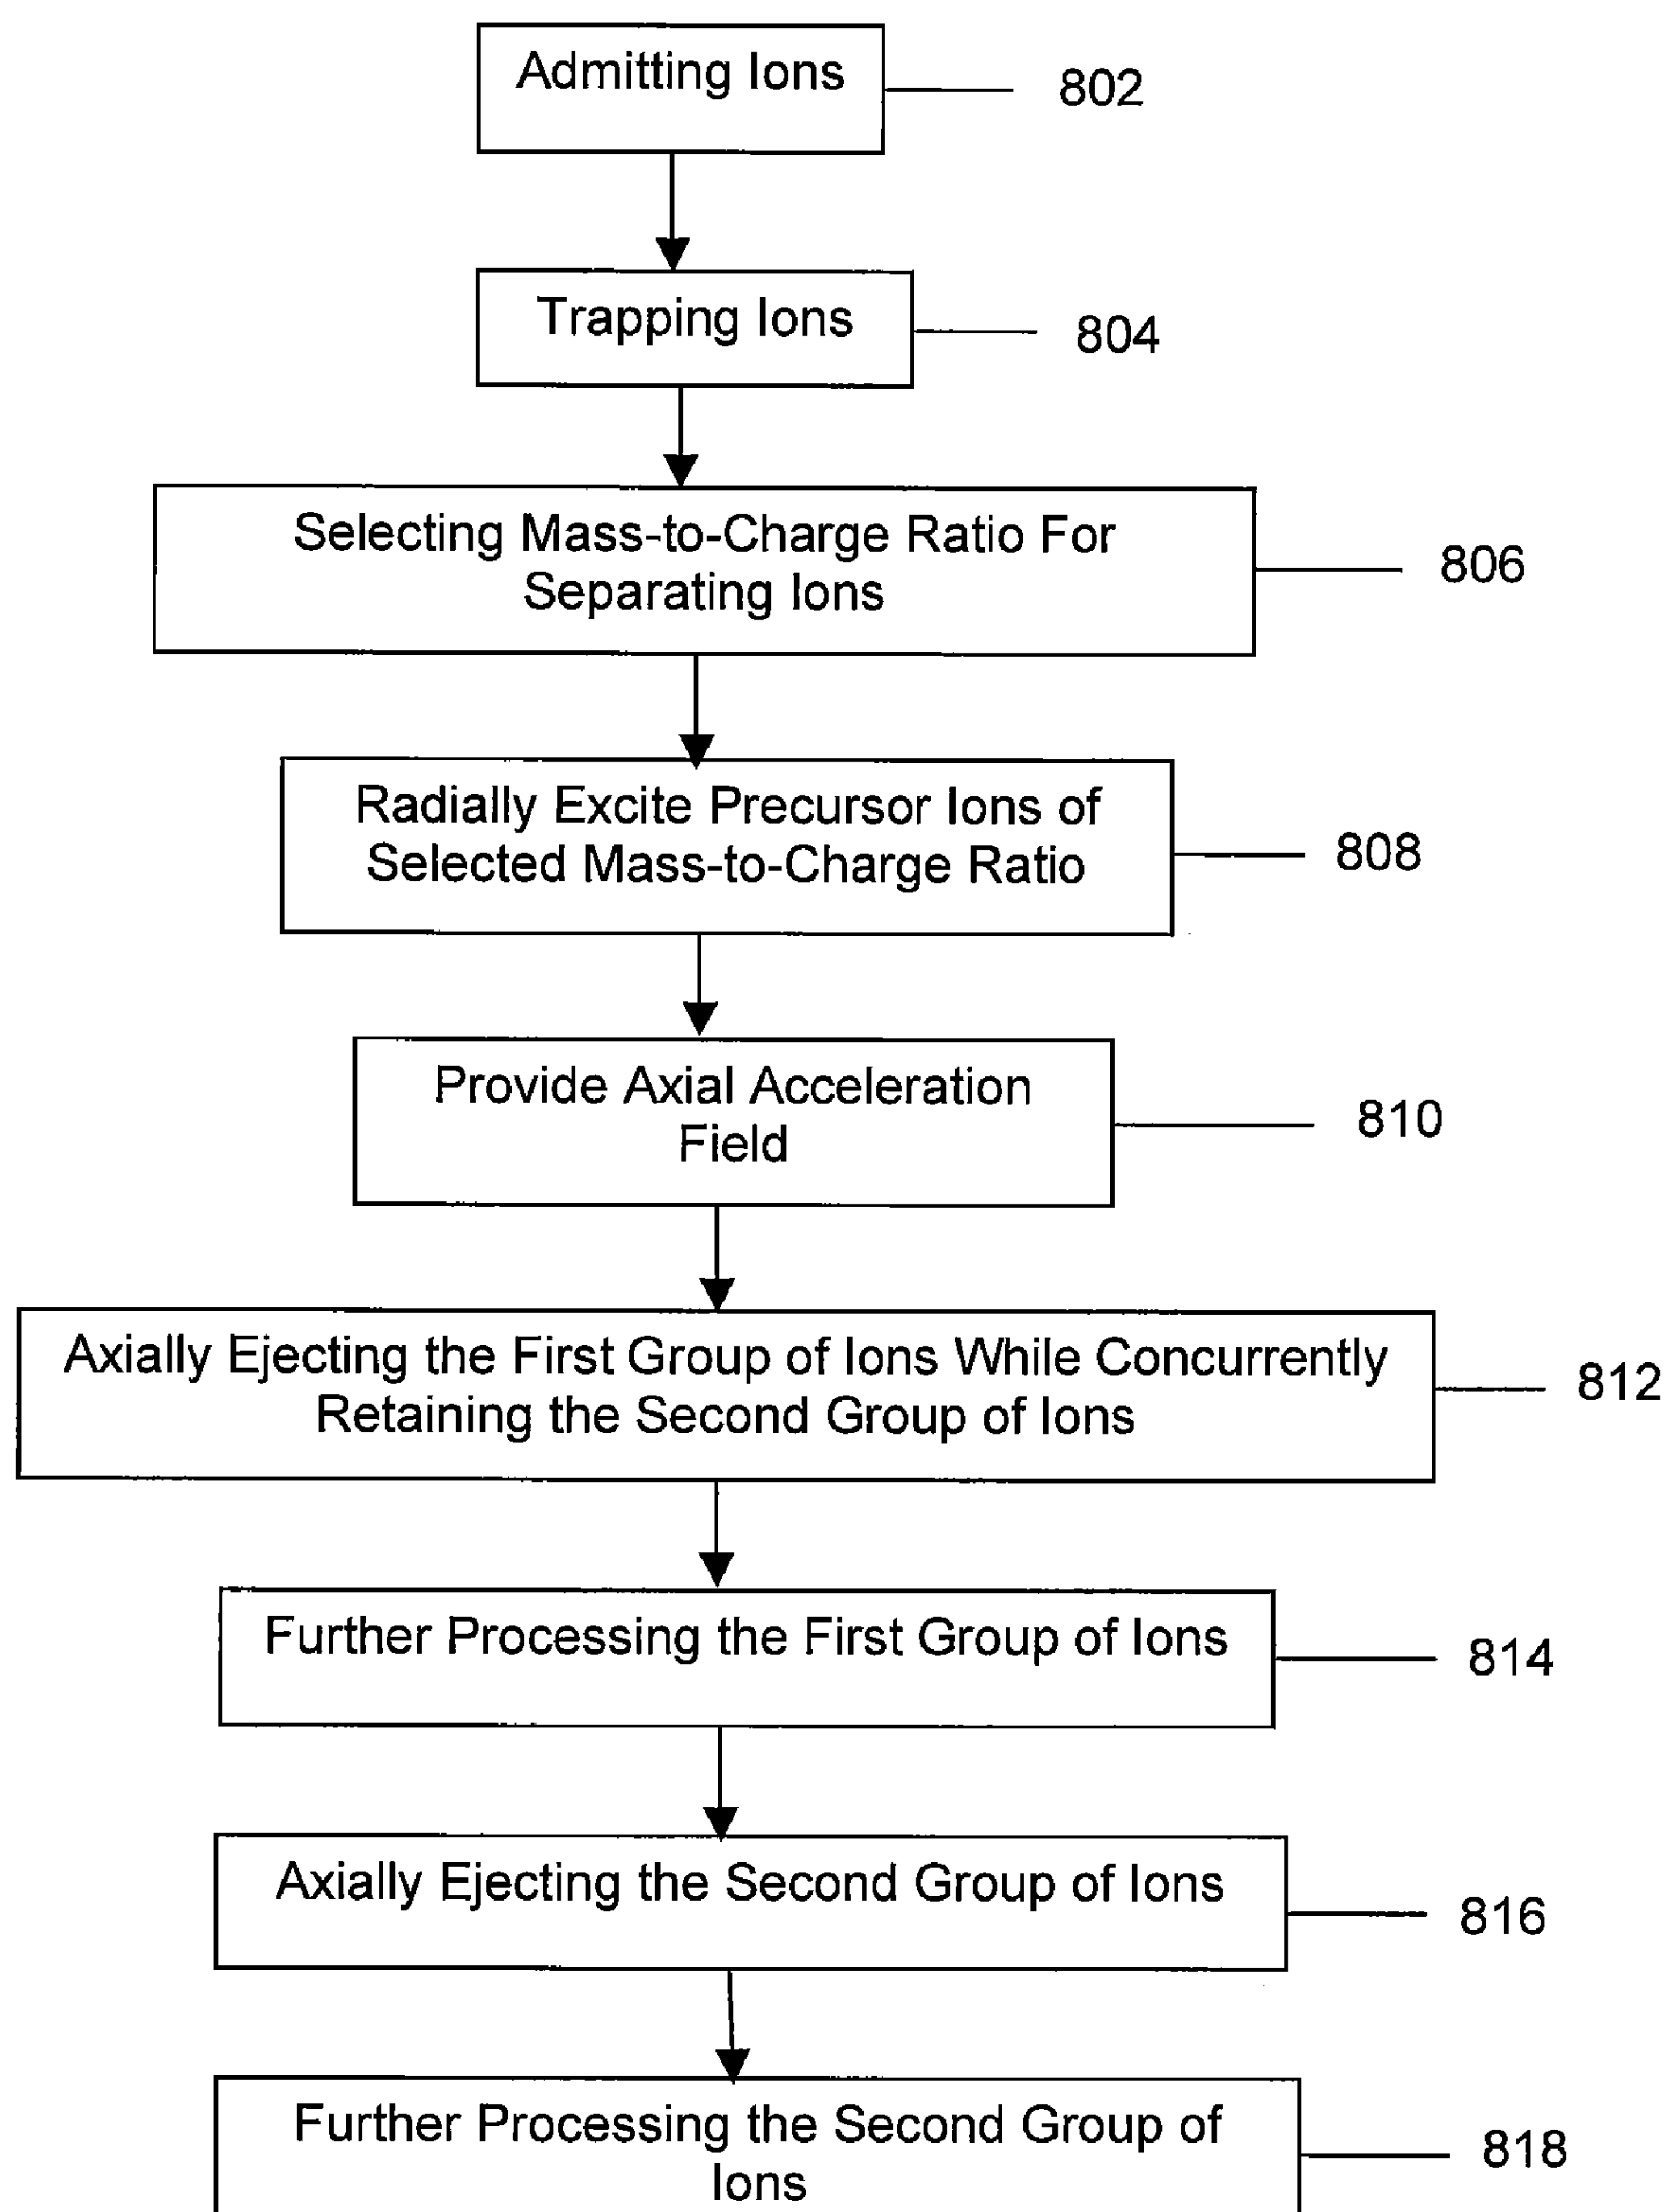 Admitting Ions
802
Trapping Ions
804
Selecting Mass-to-Charge Ratio For
Separating Ions
806
Radially Excite Precursor Ions of
Selected Mass-to-Charge Ratio
808
Provide Axial Acceleration
Field
810
Axially Ejecting the First Group of Ions While Concurrently
Retaining the Second Group of Ions
812
Further Processing the First Group of Ions
814
Axially Ejecting the Second Group of Ions
816
Further Processing the Second Group of
Ions
818